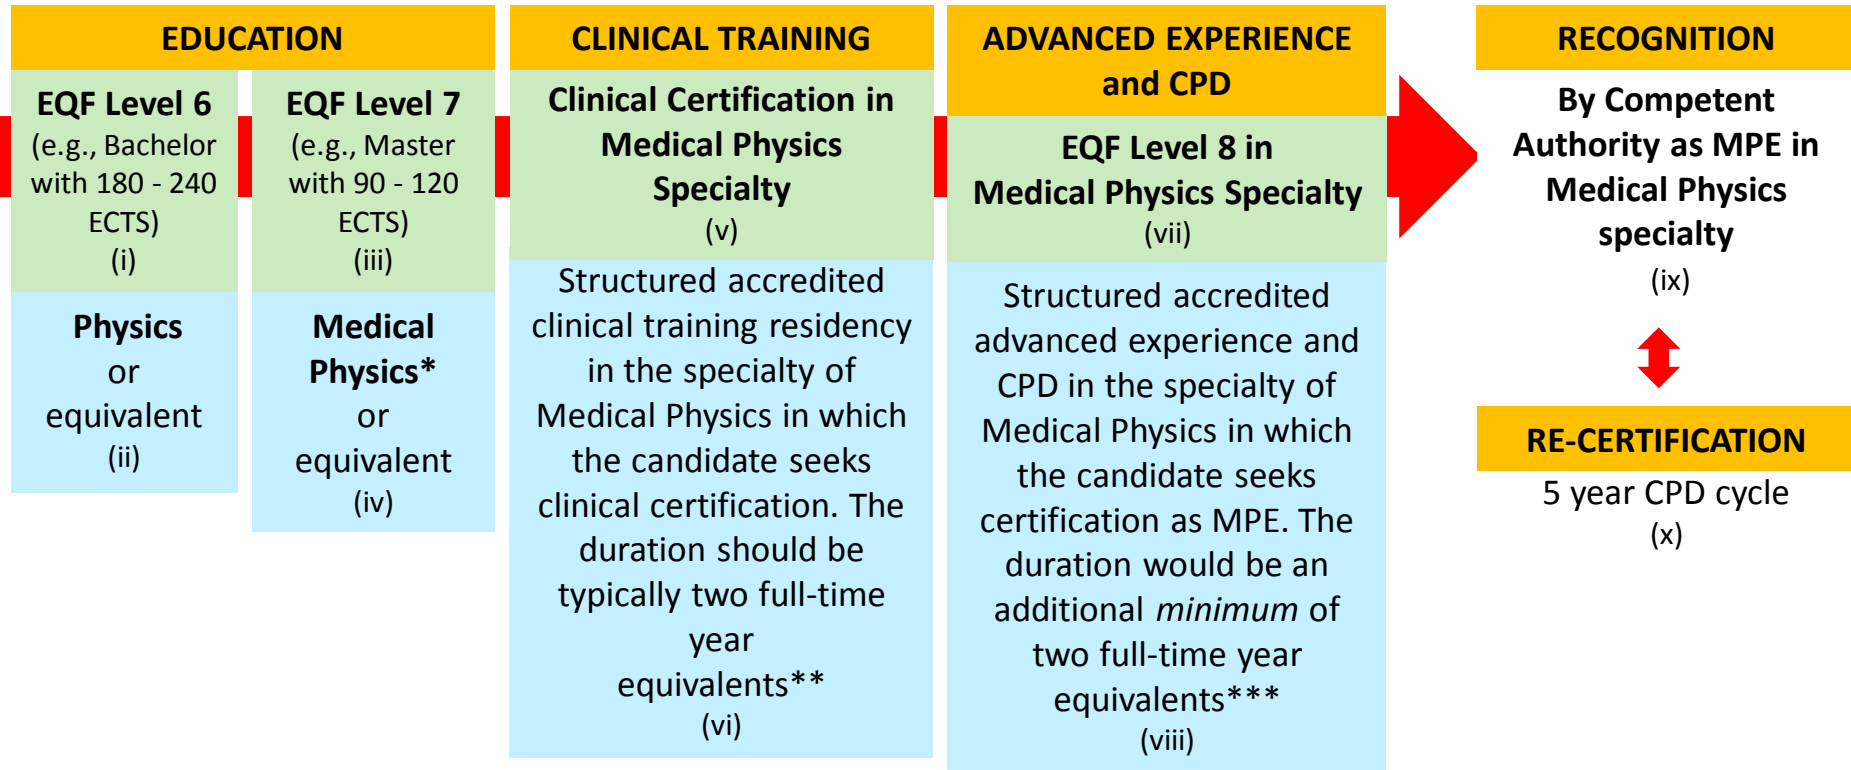 EDUCATION
EQF Level 6
(e.g., Bachelor
with 180 - 240
ECTS)
(i)
Physics
or
equivalent
(ii)
EQF Level 7
(e.g., Master
with 90 - 120
ECTS)
(iii)
Medical
Physics*
or
equivalent
(iv)
CLINICAL TRAINING
Clinical Certification in
Medical Physics
Specialty
(v)
Structured accredited
clinical training residency
in the specialty of
Medical Physics in which
the candidate seeks
clinical certification. The
duration should be
typically two full-time
year
equivalents**
(vi)
ADVANCED EXPERIENCE
and CPD
EQF Level 8 in
Medical Physics Specialty
(vii)
Structured accredited
advanced experience and
CPD in the specialty of
Medical Physics in which
the candidate seeks
certification as MPE. The
duration would be an
additional minimum of
two full-time year
equivalents***
(viii)
RECOGNITION
By Competent
Authority as MPE in
Medical Physics
specialty
(ix)
RE-CERTIFICATION
5 year CPD cycle
(x)